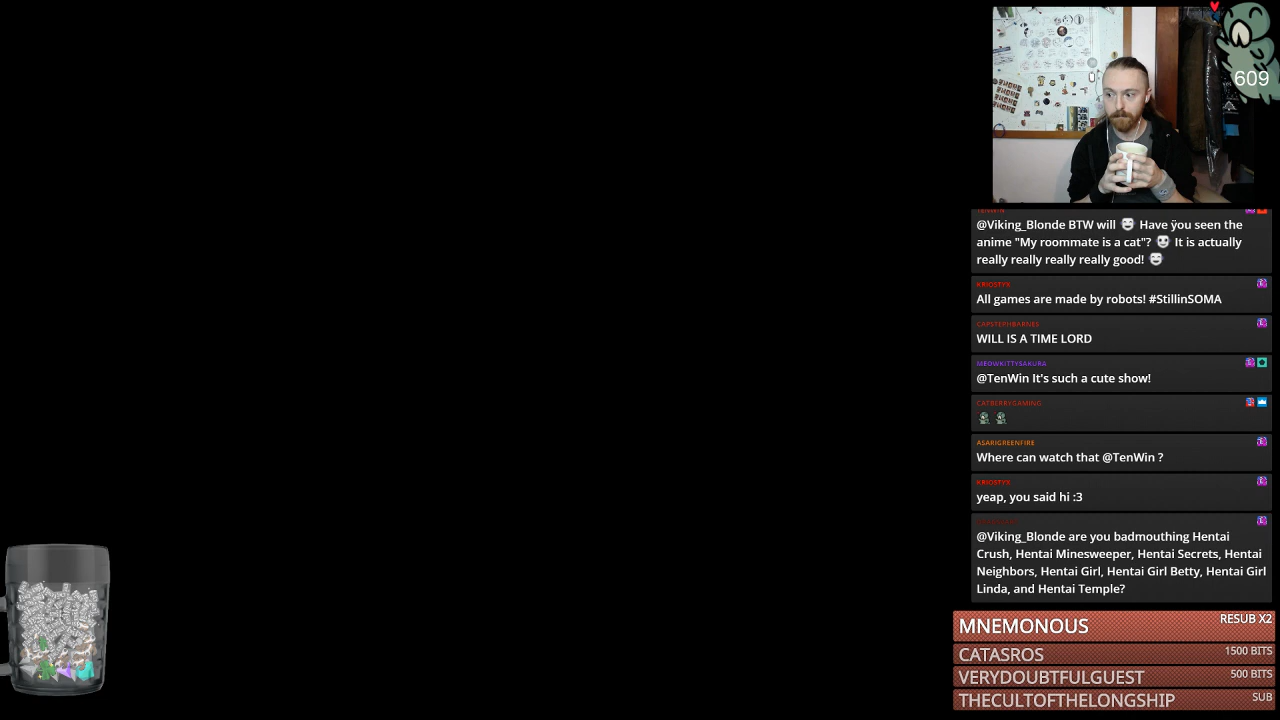 609
@Viking_Blonde BTW will Have you seen the
anime "My roommate is a cat"? It is actually
really really really really good!
KRIOSTYX
All games are made by robots! #StillinSOMA
CAPSTEPHBARNES
WILL IS A TIME LORD
MEOWKITTYSAKURA
@TenWin It's such a cute show!
CATBERRYGAMING
ASARIGREENFIRE
Where can watch that @TenWin ?
KRIOSTYX
yeap, you said hi :3
@Viking_Blonde are you badmouthing Hentai
Crush, Hentai Minesweeper, Hentai Secrets, Hentai
Neighbors, Hentai Girl, Hentai Girl Betty, Hentai Girl
Linda, and Hentai Temple?
MNEMONOUS RESUB X2
CATASROS 1500 BITS
VERYDOUBTFULGUEST 500 BITS
THECULTOFTHELONGSHIP SUB